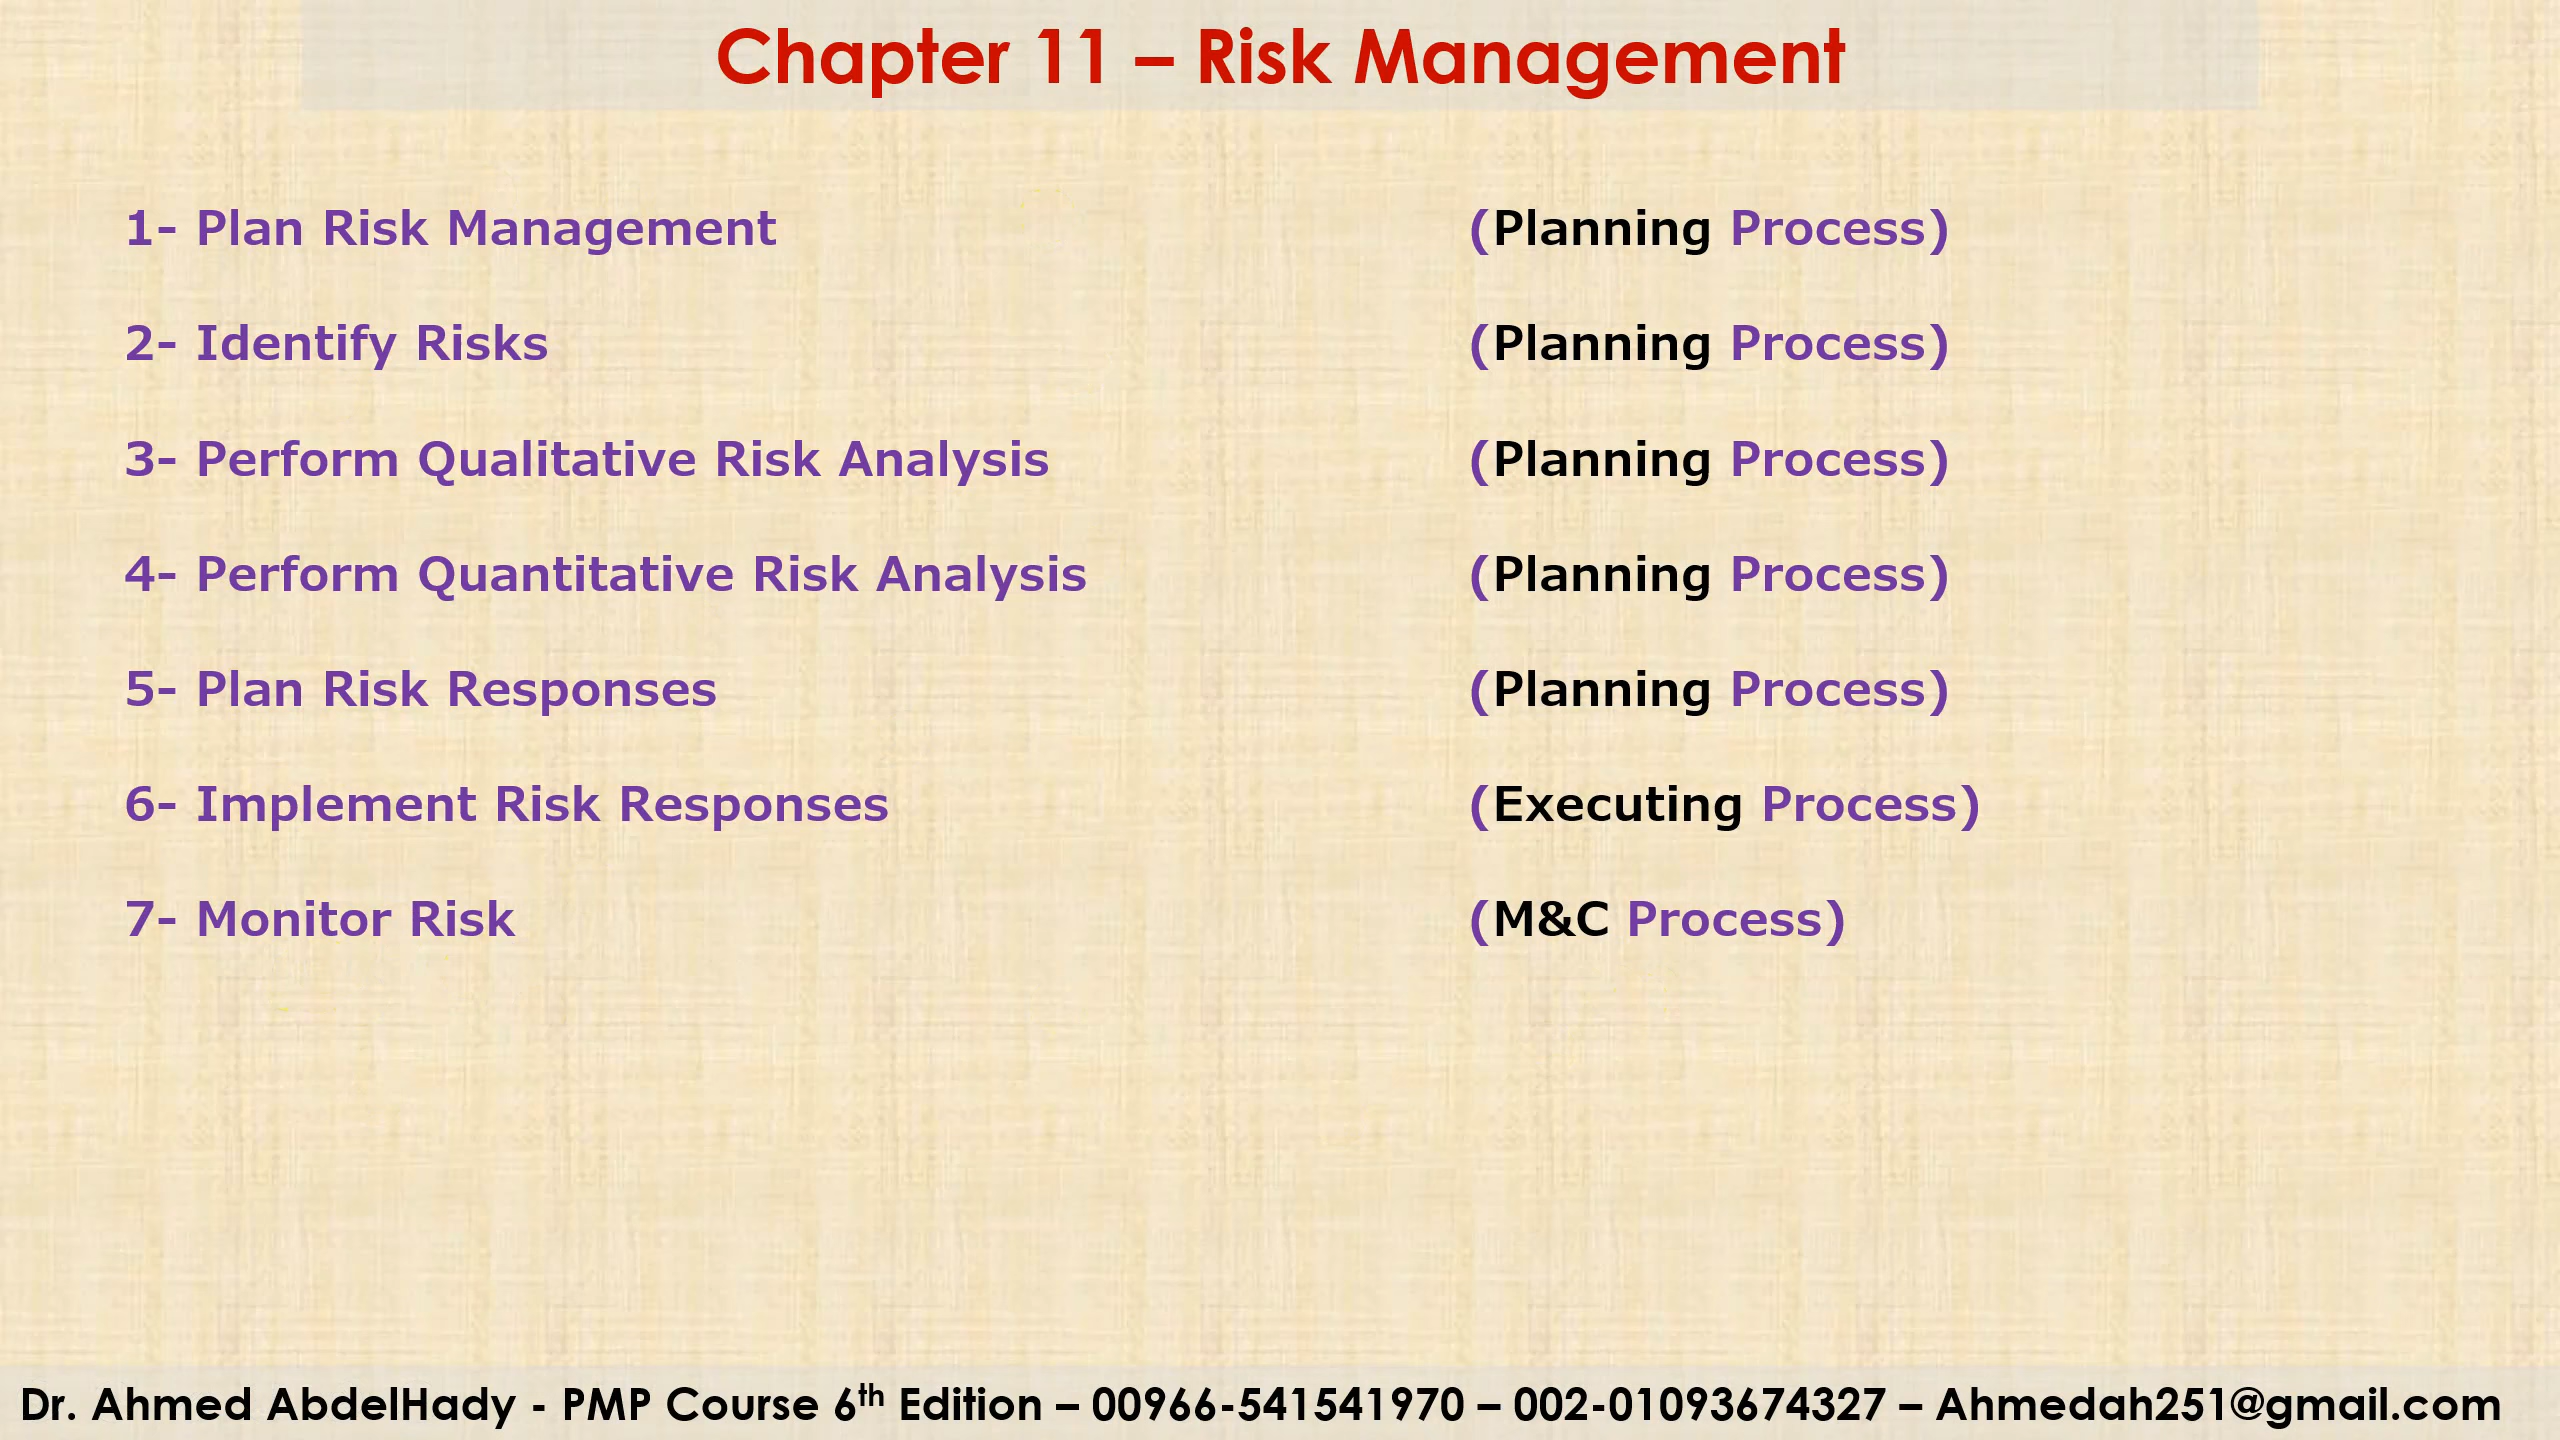 Chapter 11 – Risk Management
1- Plan Risk Management (Planning Process)
2- Identify Risks (Planning Process)
3- Perform Qualitative Risk Analysis (Planning Process)
4- Perform Quantitative Risk Analysis (Planning Process)
5- Plan Risk Responses (Planning Process)
6- Implement Risk Responses (Executing Process)
7- Monitor Risk (M&C Process)
Dr. Ahmed AbdelHady - PMP Course 6th Edition – 00966-541541970 – 002-01093674327 – Ahmedah251@gmail.com